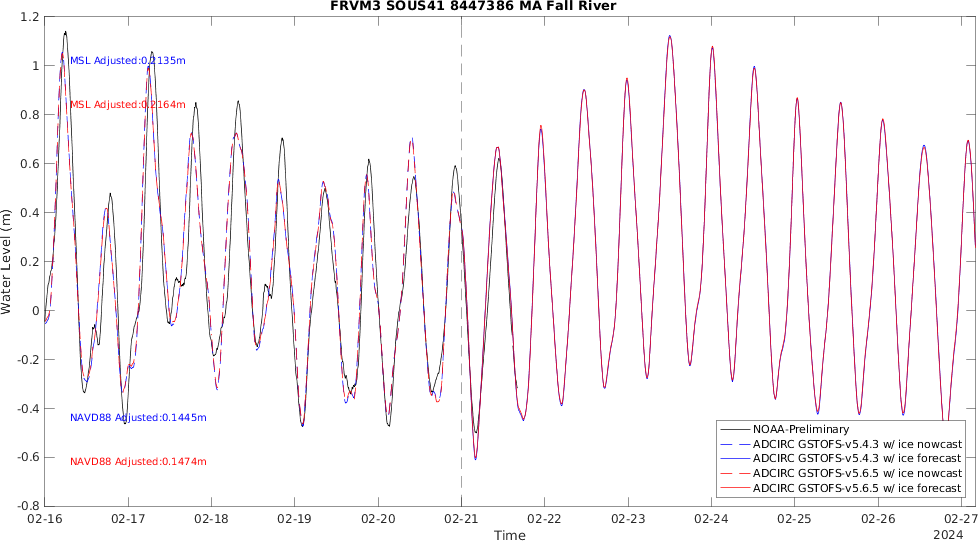 FRVM3 SOUS41 8447386 MA Fall River
1.2
1
0.8
0.6
0.4
0.2
0
-0.2
-0.4
-0.6
-0.8
Water Level (m)
MSL Adjusted:0.2135m
MSL Adjusted:0.2164m
NAVD88 Adjusted:0.1445m
NAVD88 Adjusted:0.1474m
NOAA-Preliminary
ADCIRC GSTOFS-v5.4.3 w/ ice nowcast
ADCIRC GSTOFS-v5.4.3 w/ ice forecast
ADCIRC GSTOFS-v5.6.5 w/ ice nowcast
ADCIRC GSTOFS-v5.6.5 w/ ice forecast
02-16 02-17 02-18 02-19 02-20 02-21 02-22 02-23 02-24 02-25 02-26 02-27
Time
2024